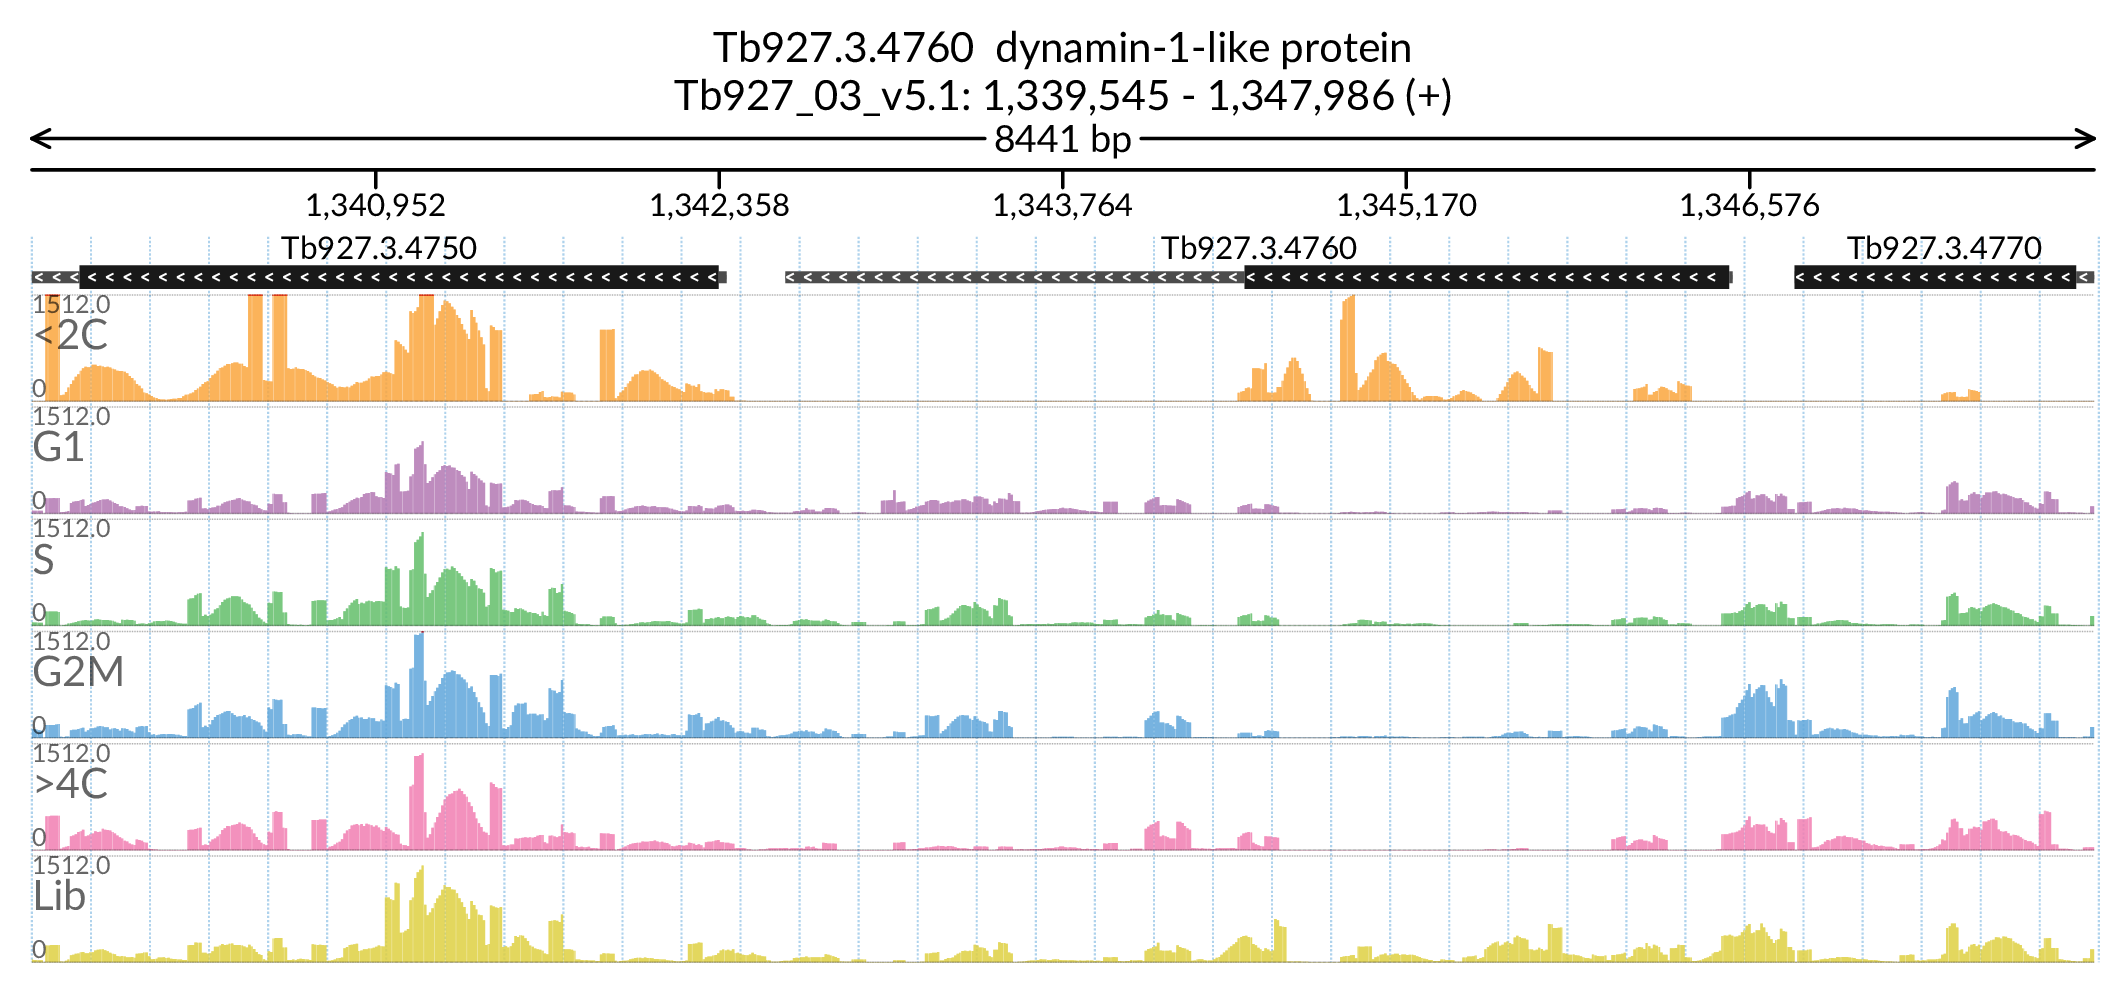 Tb927.3.4760  dynamin-1-like protein
Tb927_03_v5.1: 1,339,545 - 1,347,986 (+)
8441 bp
1,340,952 1,342,358 1,343,764 1,345,170 1,346,576
Tb927.3.4750 Tb927.3.4760 Tb927.3.4770
1512.0
<2C
0
1512.0
G1
0
1512.0
S
0
1512.0
G2M
0
1512.0
>4C
0
1512.0
Lib
0